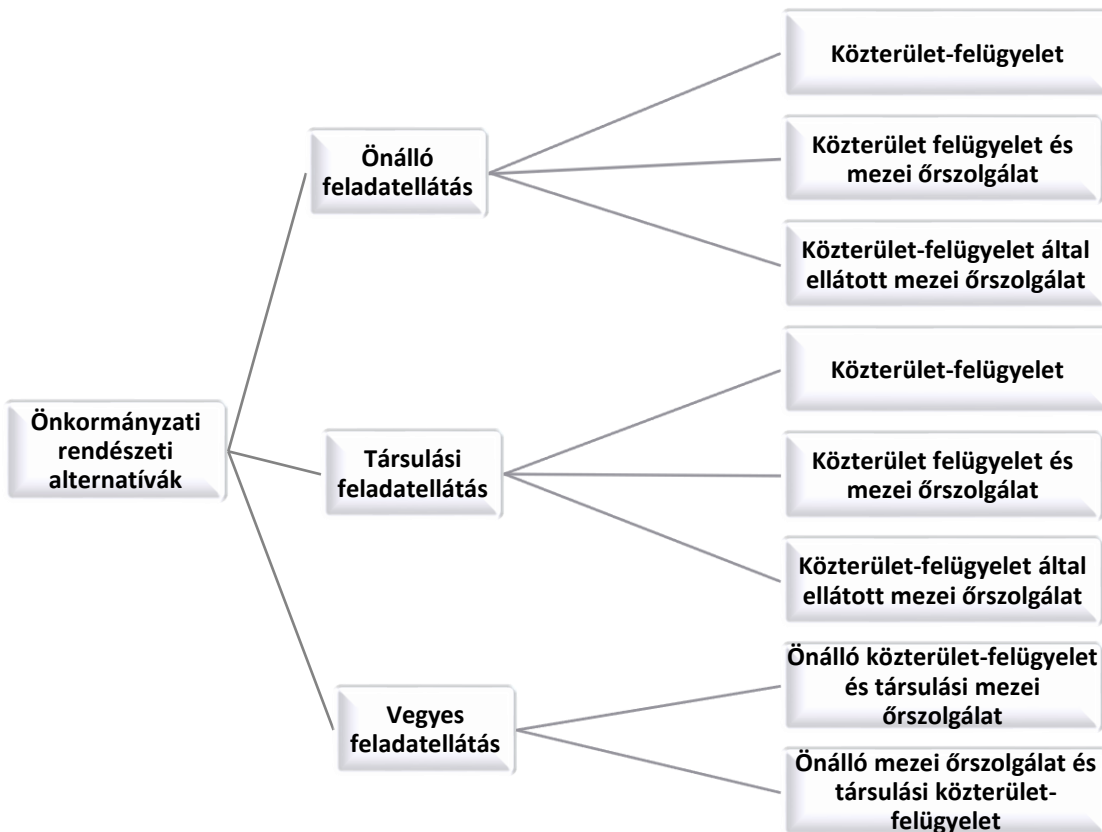 Önkormányzati
rendészeti
alternatívák
Önálló
feladatellátás
Közterület-felügyelet
Közterület felügyelet és
mezei őrszolgálat
Közterület-felügyelet által
ellátott mezei őrszolgálat
Társulási
feladatellátás
Közterület-felügyelet
Közterület felügyelet és
mezei őrszolgálat
Közterület-felügyelet által
ellátott mezei őrszolgálat
Vegyes
feladatellátás
Önálló közterület-felügyelet
és társulási mezei
őrszolgálat
Önálló mezei őrszolgálat és
társulási közterület-
felügyelet